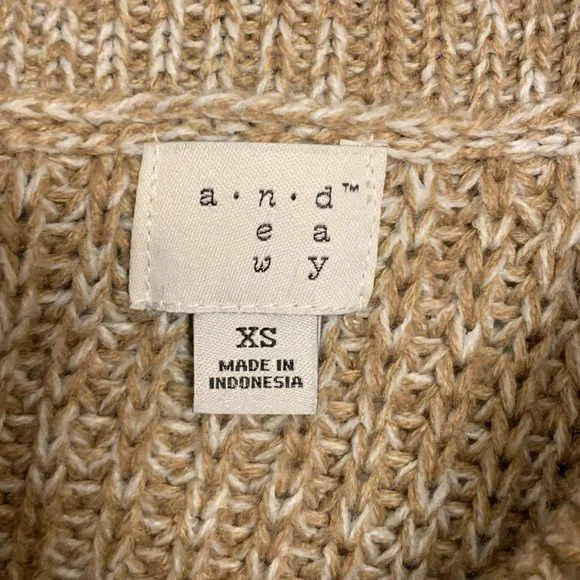 a・n・d™
e a
w y
XS
MADE IN
INDONESIA